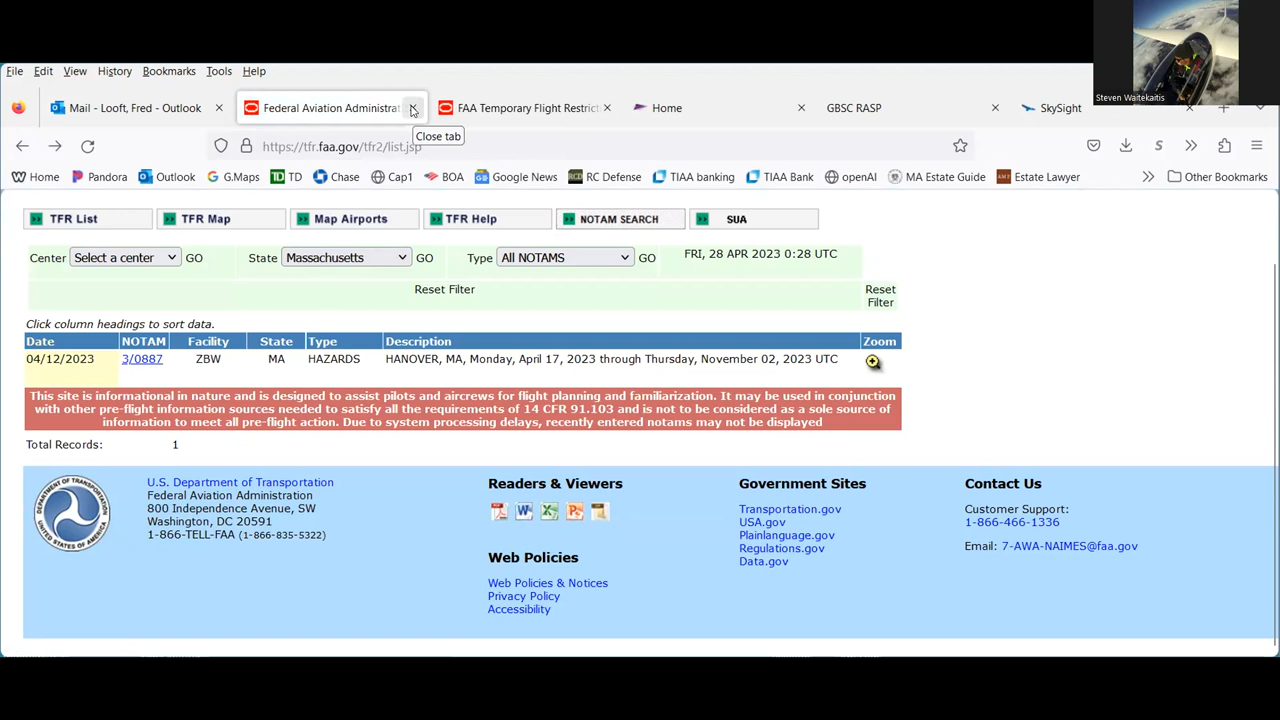 Steven Waitekaitis
File Edit View History Bookmarks Tools Help
Mail - Looft, Fred - Outlook
Federal Aviation Administrat
FAA Temporary Flight Restrict
Home
GBSC RASP
SkySight
Close tab
https://tfr.faa.gov/tfr2/list.jsp
Home Pandora Outlook G.Maps TD TD Chase Cap1 BOA Google News RCD RC Defense TIAA banking TIAA Bank openAI MA Estate Guide AMT Estate Lawyer Other Bookmarks
TFR List TFR Map Map Airports TFR Help NOTAM SEARCH SUA
Center Select a center GO State Massachusetts GO Type All NOTAMS GO FRI, 28 APR 2023 0:28 UTC
Reset Filter Reset
Filter
Click column headings to sort data.
Date NOTAM Facility State Type Description Zoom
04/12/2023 3/0887 ZBW MA HAZARDS HANOVER, MA, Monday, April 17, 2023 through Thursday, November 02, 2023 UTC
This site is informational in nature and is designed to assist pilots and aircrews for flight planning and familiarization. It may be used in conjunction
with other pre-flight information sources needed to satisfy all the requirements of 14 CFR 91.103 and is not to be considered as a sole source of
information to meet all pre-flight action. Due to system processing delays, recently entered notams may not be displayed
Total Records: 1
U.S. Department of Transportation
Federal Aviation Administration
800 Independence Avenue, SW
Washington, DC 20591
1-866-TELL-FAA (1-866-835-5322)
Readers & Viewers
Web Policies
Web Policies & Notices
Privacy Policy
Accessibility
Government Sites
Transportation.gov
USA.gov
Plainlanguage.gov
Regulations.gov
Data.gov
Contact Us
Customer Support:
1-866-466-1336
Email: 7-AWA-NAIMES@faa.gov